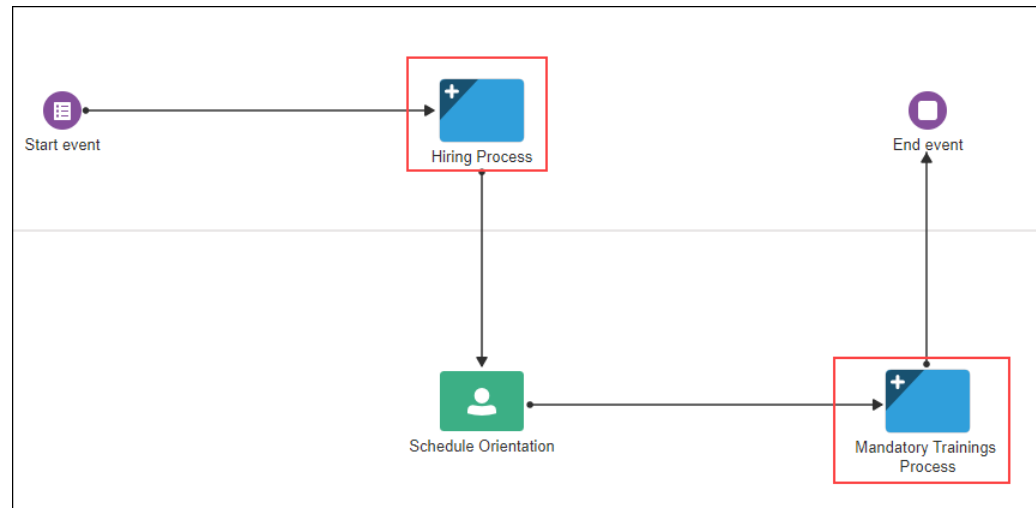 Start event
Hiring Process
End event
Schedule Orientation
Mandatory Trainings
Process